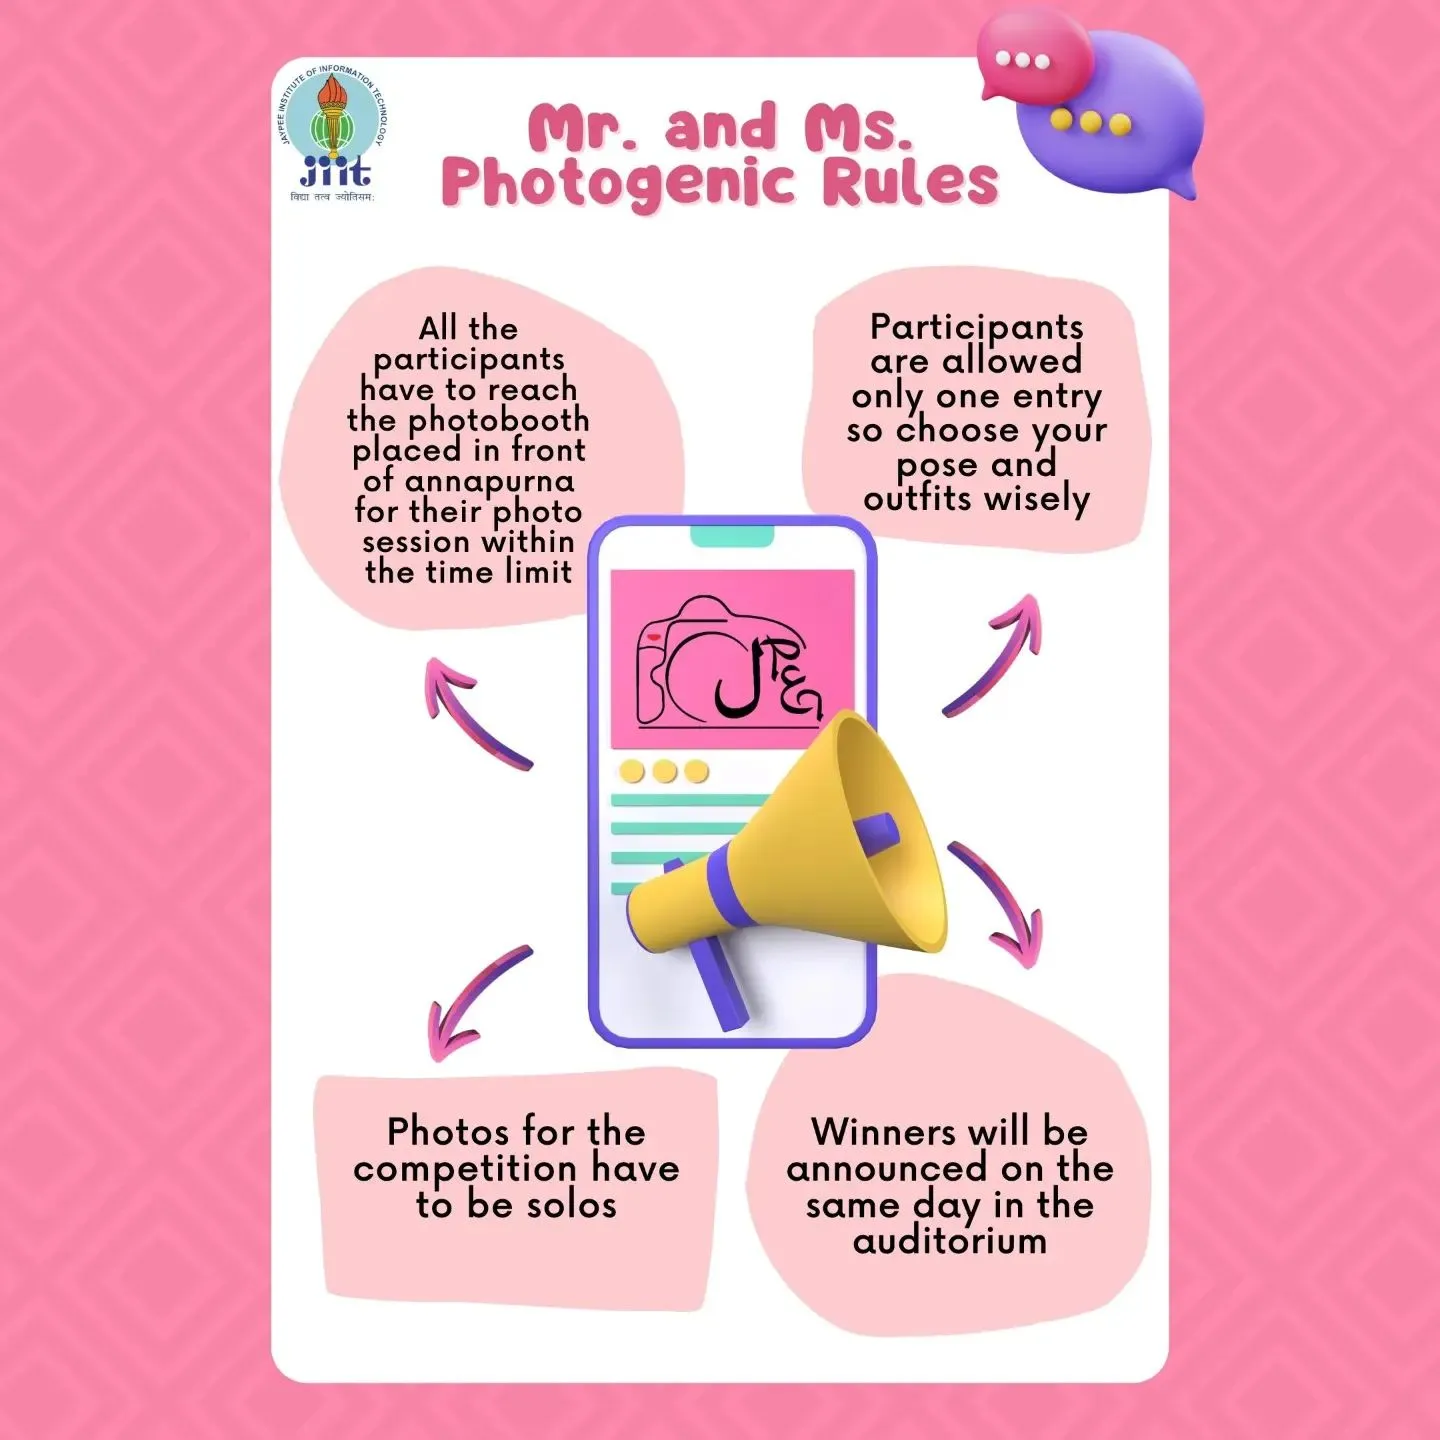 JAYPEE INSTITUTE OF INFORMATION TECHNOLOGY
jiit
विद्या तत्व ज्योतिसम:
Mr. and Ms.
Photogenic Rules
All the
participants
have to reach
the photobooth
placed in front
of annapurna
for their photo
session within
the time limit
Participants
are allowed
only one entry
so choose your
pose and
outfits wisely
JPEG
Photos for the
competition have
to be solos
Winners will be
announced on the
same day in the
auditorium